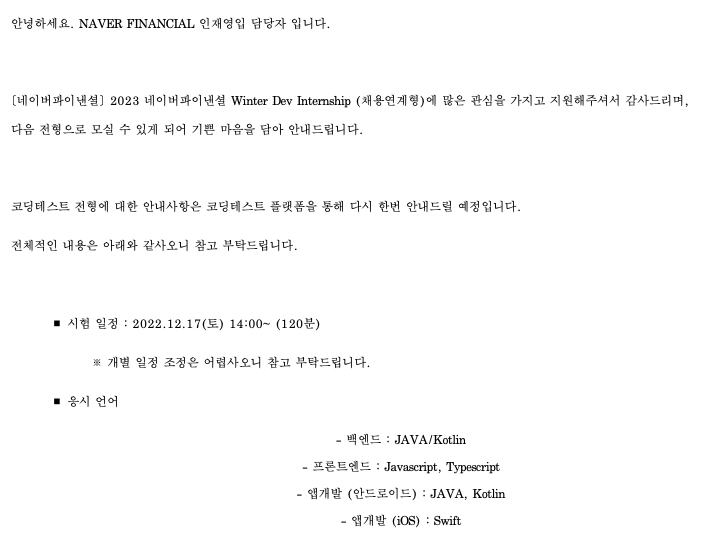 안녕하세요. NAVER FINANCIAL 인재영입 담당자 입니다.
[네이버파이낸셜] 2023 네이버파이낸셜 Winter Dev Internship (채용연계형)에 많은 관심을 가지고 지원해주셔서 감사드리며,
다음 전형으로 모실 수 있게 되어 기쁜 마음을 담아 안내드립니다.
코딩테스트 전형에 대한 안내사항은 코딩테스트 플랫폼을 통해 다시 한번 안내드릴 예정입니다.
전체적인 내용은 아래와 같사오니 참고 부탁드립니다.
■ 시험 일정 : 2022.12.17(토) 14:00~ (120분)
※ 개별 일정 조정은 어렵사오니 참고 부탁드립니다.
■ 응시 언어
- 백엔드 : JAVA/Kotlin
- 프론트엔드 : Javascript, Typescript
- 앱개발 (안드로이드) : JAVA, Kotlin
- 앱개발 (iOS) : Swift